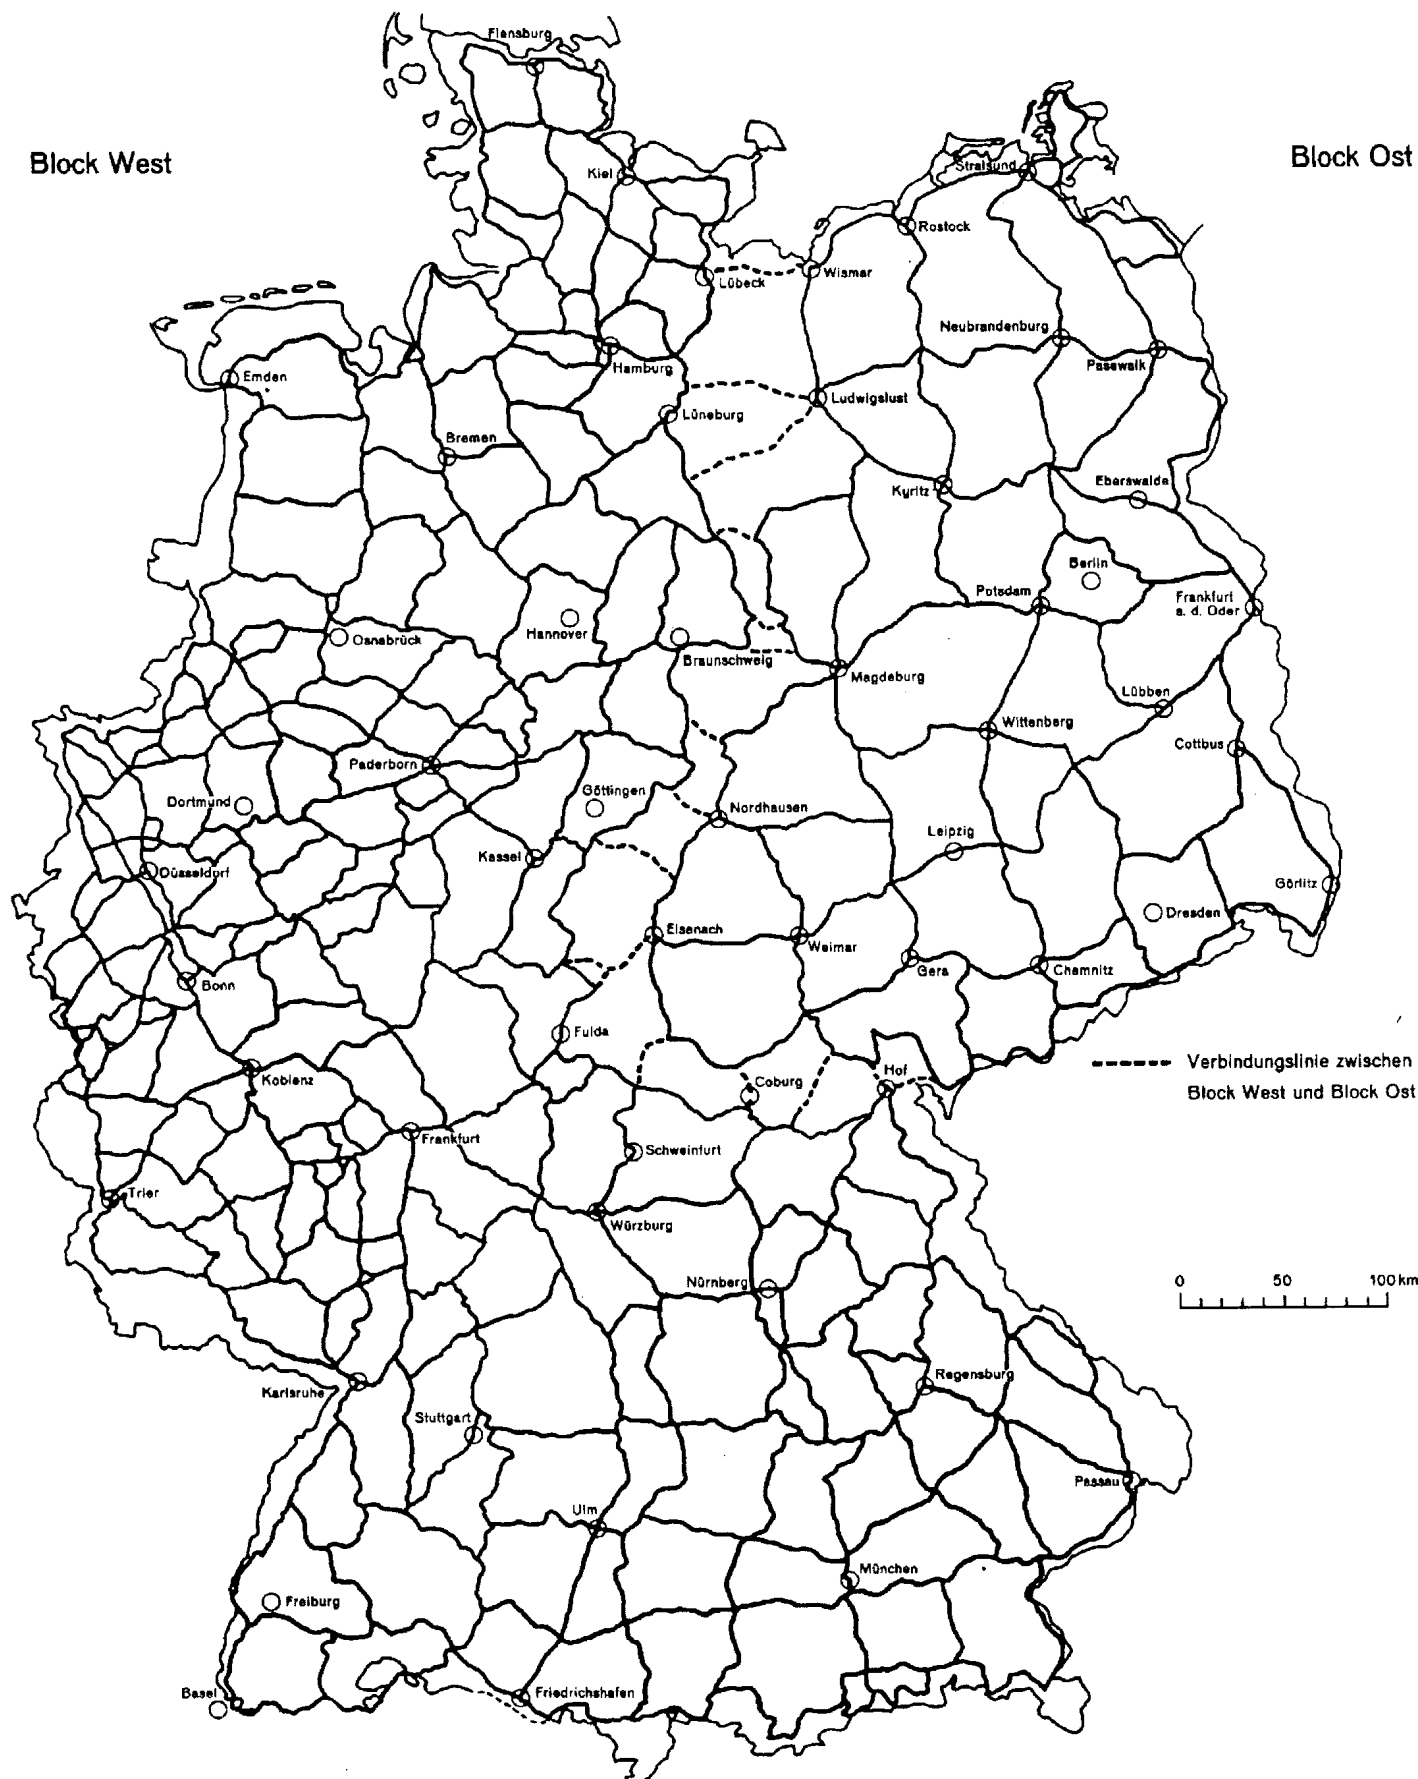 Flensburg
Block West
Block Ost
Kiel
Stralsund
Rostock
Lübeck
Wismar
Neubrandenburg
Pasewalk
Hamburg
Emden
Ludwigslust
Lüneburg
Bremen
Kyritz
Eberswalde
Berlin
Potsdam
Frankfurt
a. d. Oder
Hannover
Osnabrück
Braunschweig
Magdeburg
Lübben
Wittenberg
Cottbus
Paderborn
Göttingen
Dortmund
Nordhausen
Leipzig
Kassel
Düsseldorf
Görlitz
Dresden
Eisenach
Weimar
Gera
Chemnitz
Bonn
Fulda
Verbindungslinie zwischen
Block West und Block Ost
Koblenz
Coburg
Hof
Frankfurt
Schweinfurt
Trier
Würzburg
Nürnberg
0 50 100 km
Regensburg
Karlsruhe
Stuttgart
Passau
Ulm
München
Freiburg
Basel
Friedrichshafen